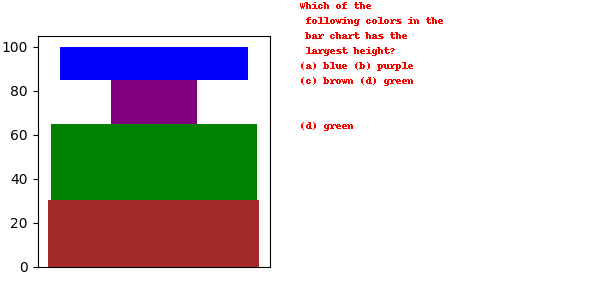 Which of the
following colors in the
bar chart has the
largest height?
(a) blue (b) purple
(c) brown (d) green
(d) green
100
80
60
40
20
0